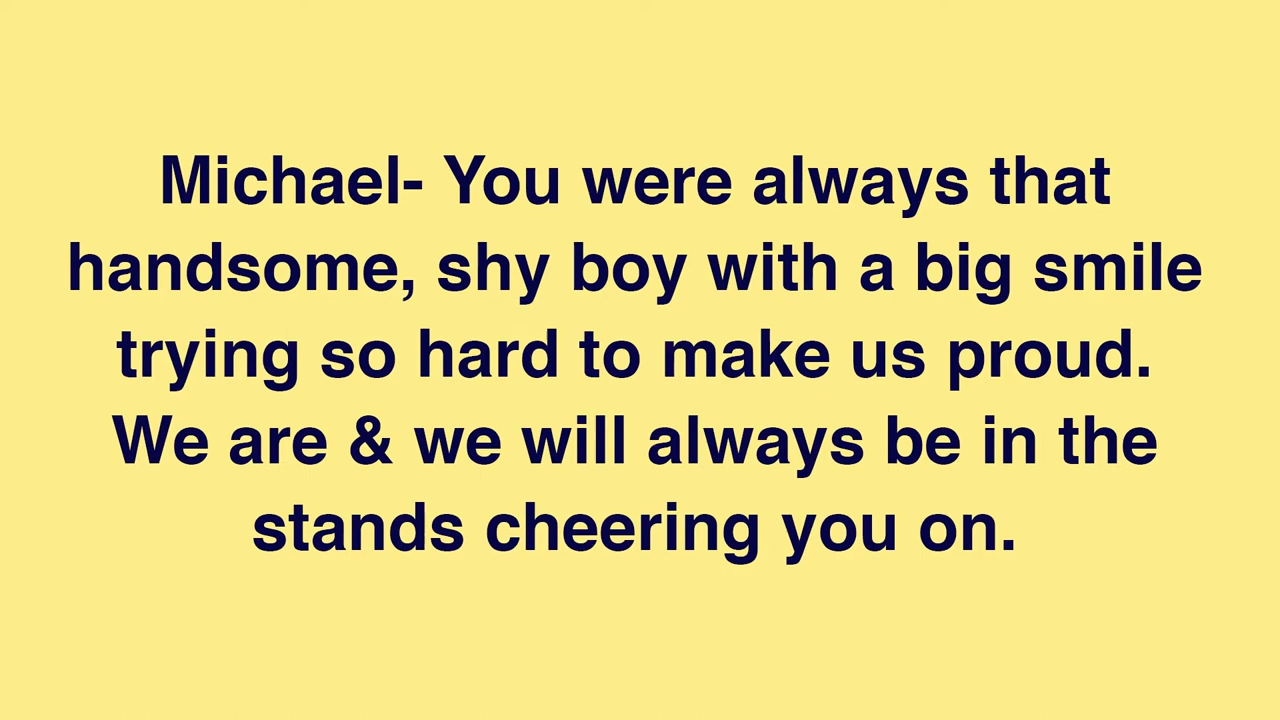 Michael- You were always that
handsome, shy boy with a big smile
trying so hard to make us proud.
We are & we will always be in the
stands cheering you on.